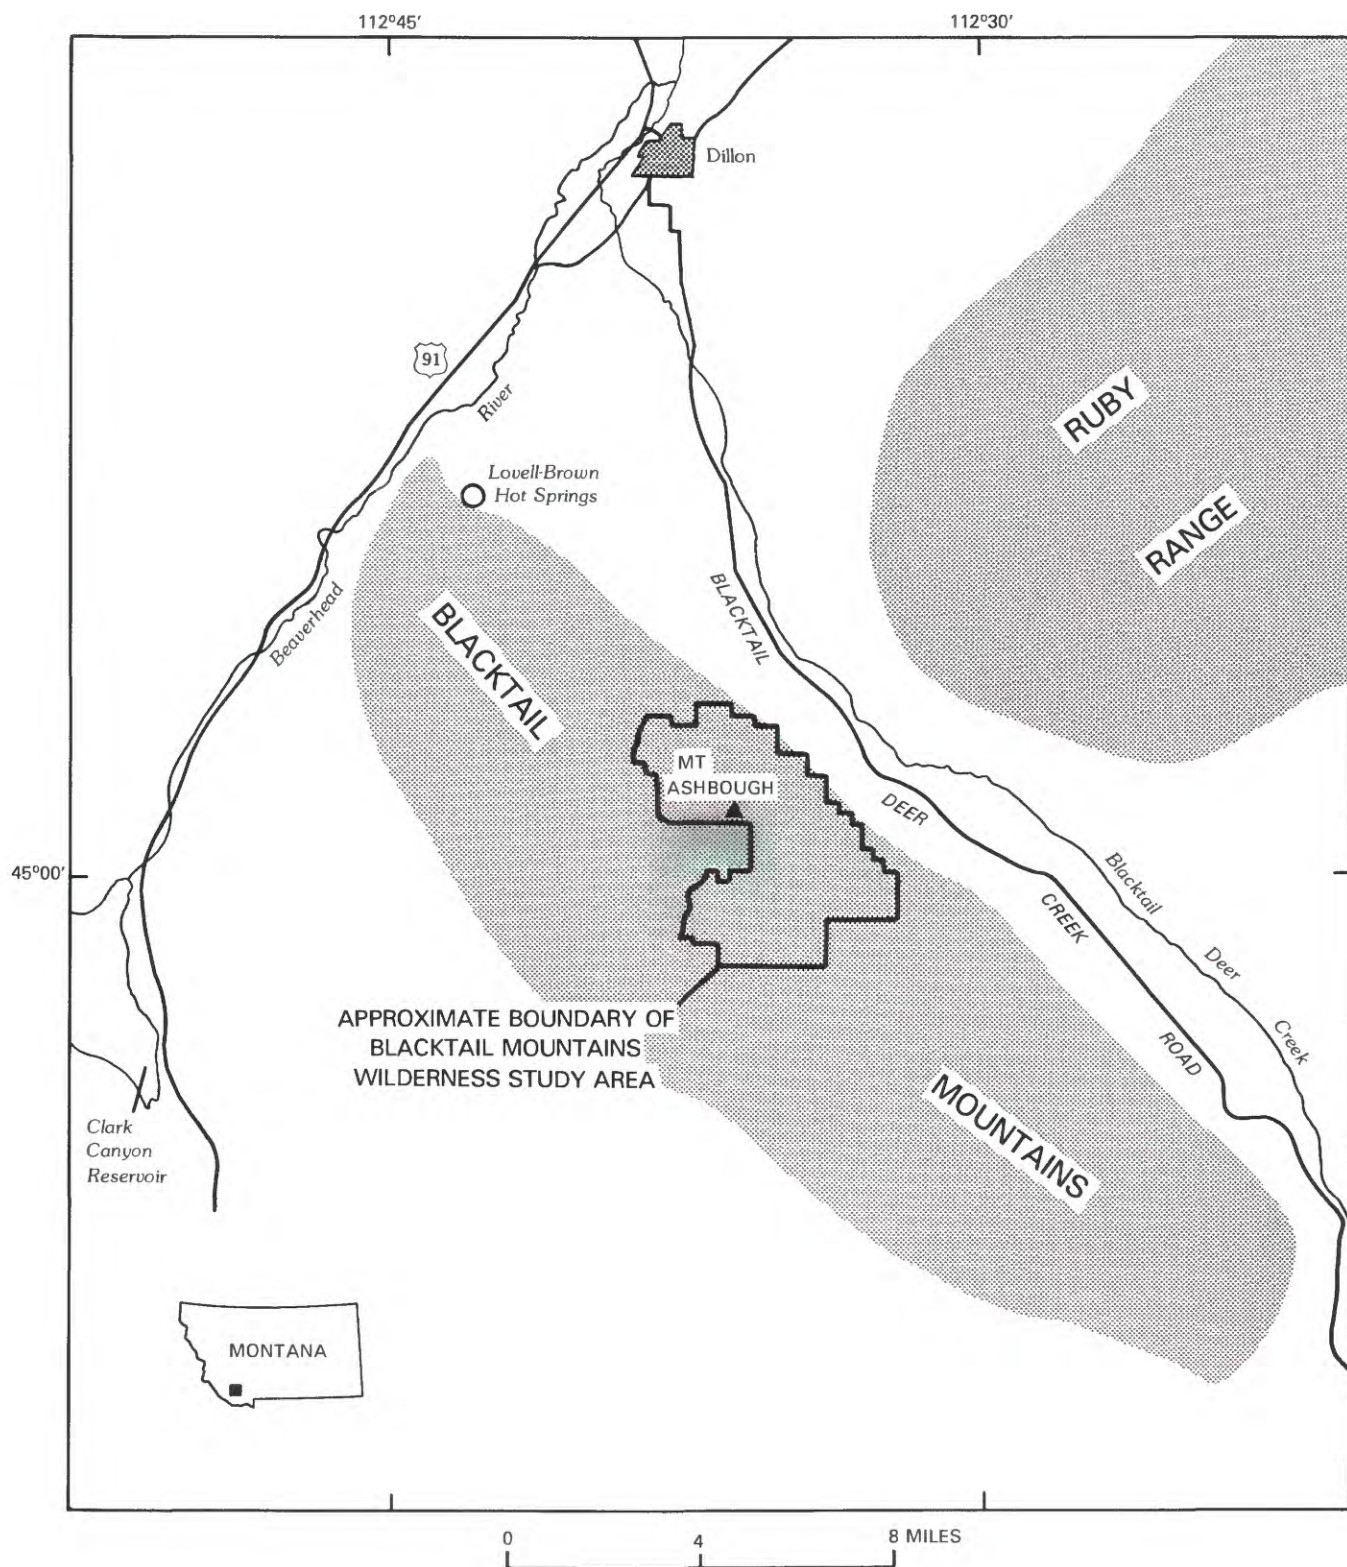 112°45'
112°30'
Dillon
91
River
RUBY
RANGE
Lovell-Brown
Hot Springs
Beaverhead
BLACKTAIL
BLACKTAIL
MT
ASHBOUGH
DEER
45°00'
Blacktail
CREEK
Deer
Creek
ROAD
APPROXIMATE BOUNDARY OF
BLACKTAIL MOUNTAINS
WILDERNESS STUDY AREA
MOUNTAINS
Clark
Canyon
Reservoir
MONTANA
0 4 8 MILES